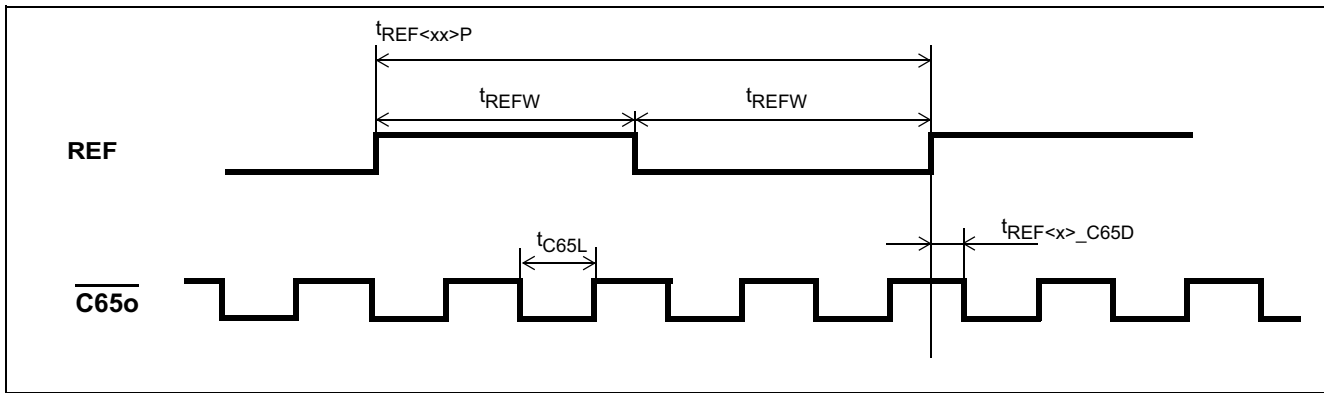 tREF<xx>P
tREFW tREFW
REF
tREF<x>_C65D
tC65L
C65o